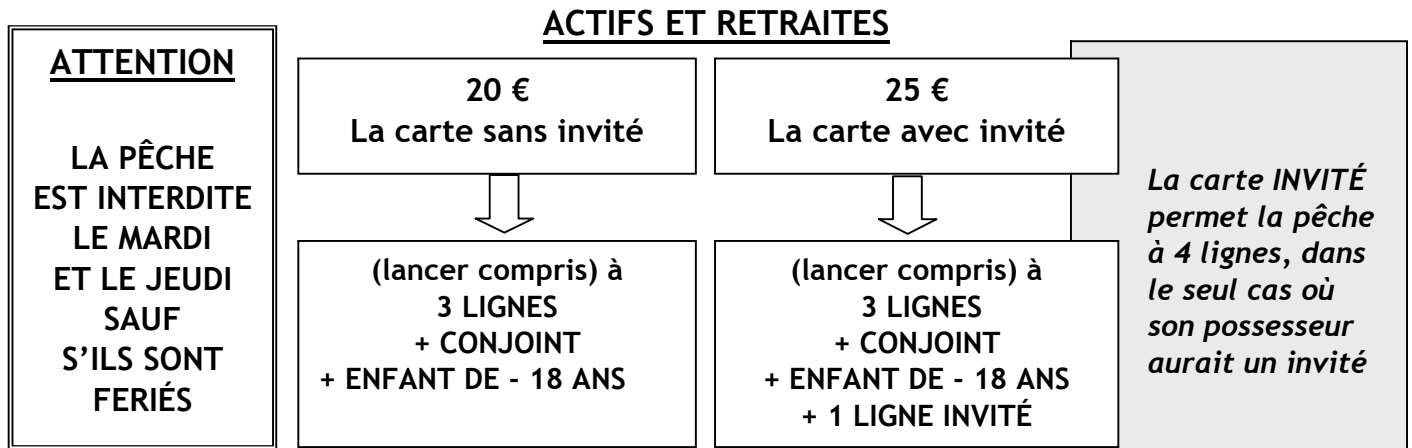 ACTIFS ET RETRAITES
ATTENTION
LA PÊCHE
EST INTERDITE
LE MARDI
ET LE JEUDI
SAUF
S’ILS SONT
FERIÉS
20 €
La carte sans invité
(lancer compris) à
3 LIGNES
+ CONJOINT
+ ENFANT DE - 18 ANS
25 €
La carte avec invité
(lancer compris) à
3 LIGNES
+ CONJOINT
+ ENFANT DE - 18 ANS
+ 1 LIGNE INVITÉ
La carte INVITÉ
permet la pêche
à 4 lignes, dans
le seul cas où
son possesseur
aurait un invité